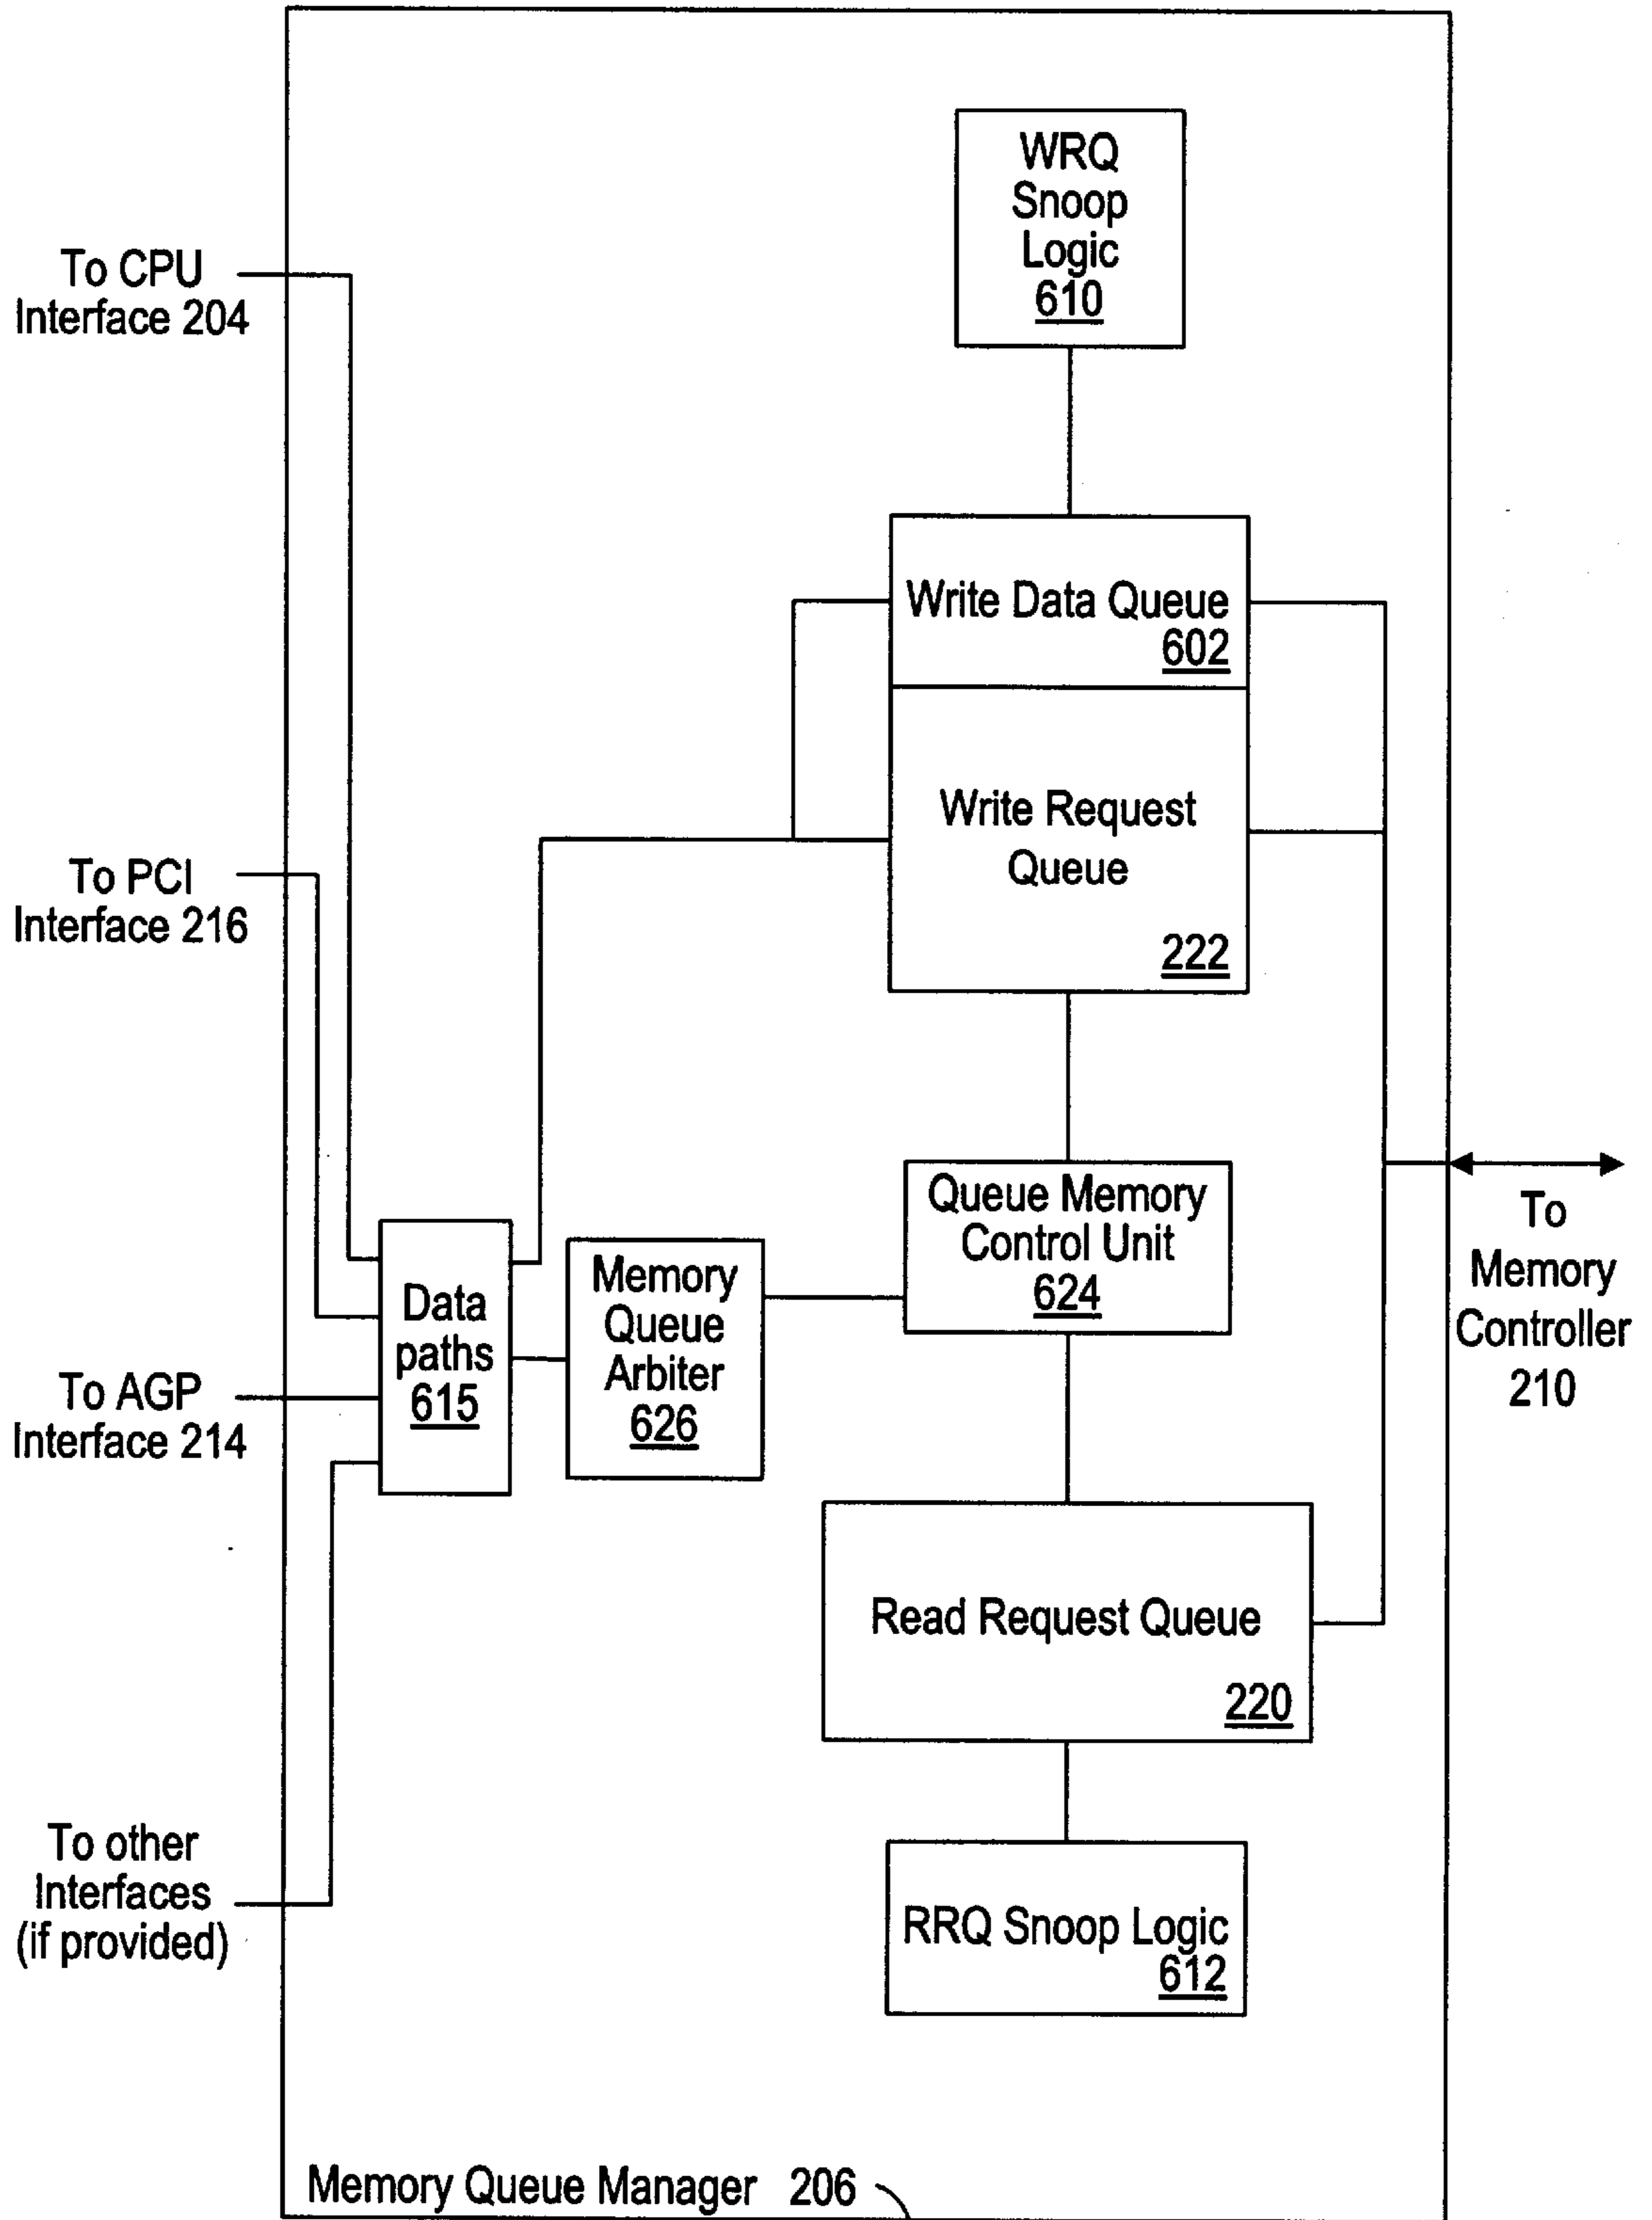 WRQ
Snoop
Logic
610
To CPU
Interface 204
Write Data Queue
602
Write Request
Queue
222
To PCI
Interface 216
Queue Memory
Control Unit
624
To
Memory
Controller
210
Data
paths
615
Memory
Queue
Arbiter
626
To AGP
Interface 214
Read Request Queue
220
To other
Interfaces
(if provided)
RRQ Snoop Logic
612
Memory Queue Manager 206